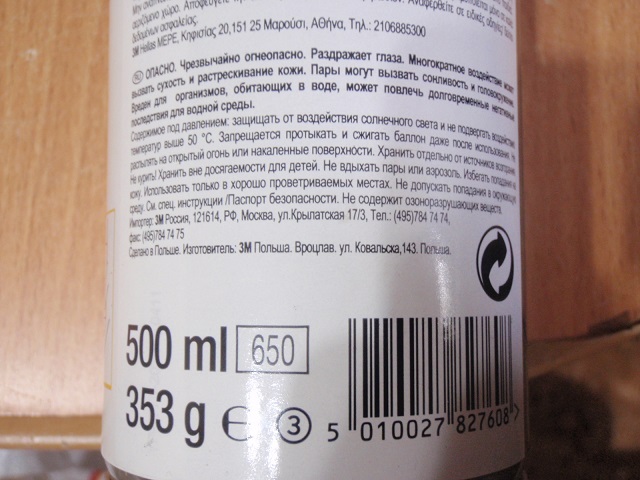 σκιαζόμενο χώρο. Αποφεύγετε
δεδομένων ασφαλείας.
3M Hellas MEPE, Κηφισίας 20,151 25 Μαρούσι, Αθήνα, Τηλ.: 2106885300
RU ОПАСНО. Чрезвычайно огнеопасно. Раздражает глаза. Многократное воздействие может
вызвать сухость и растрескивание кожи. Пары могут вызвать сонливость и головокружение.
Вреден для организмов, обитающих в воде, может повлечь долговременные негативные
последствия для водной среды.
Содержимое под давлением: защищать от воздействия солнечного света и не подвергать воздействию
температур выше 50 °C. Запрещается протыкать и сжигать баллон даже после использования. Не
распылять на открытый огонь или накаленные поверхности. Хранить отдельно от источников возгорания.
Не курить! Хранить вне досягаемости для детей. Не вдыхать пары или аэрозоль. Избегать попадания на
кожу. Использовать только в хорошо проветриваемых местах. Не допускать попадания в окружающую
среду. См. спец. инструкции /Паспорт безопасности. Не содержит озоноразрушающих веществ.
Импортер: 3М Россия, 121614, РФ, Москва, ул.Крылатская 17/3, Тел.: (495)784 74 74,
факс (495)784 74 75
Сделано в Польше. Изготовитель: 3М Польша. Вроцлав. ул. Ковальска,143. Польша.
500 ml 650
353 g ℮ 3 5 010027 827608 >